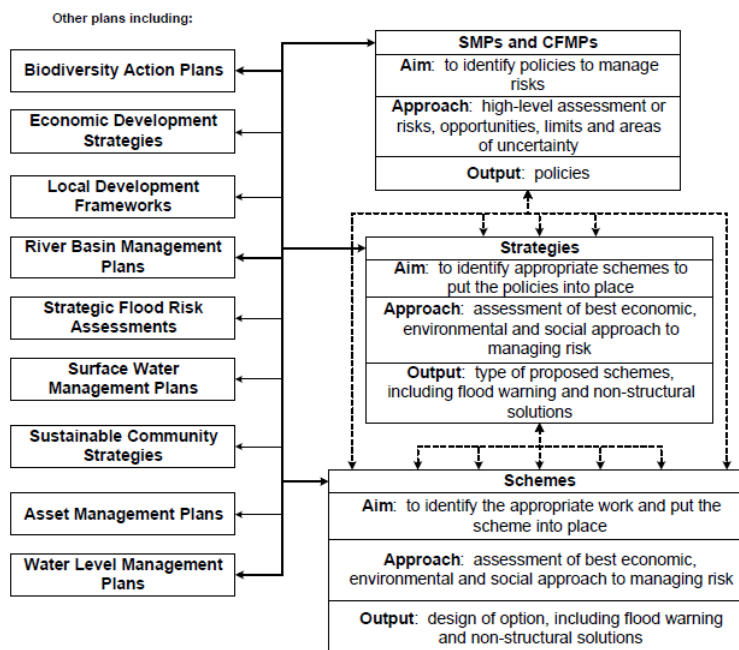 Other plans including:
Biodiversity Action Plans
Economic Development
Strategies
Local Development
Frameworks
River Basin Management
Plans
Strategic Flood Risk
Assessments
Surface Water
Management Plans
Sustainable Community
Strategies
Asset Management Plans
Water Level Management
Plans
SMPs and CFMPs
Aim: to identify policies to manage
risks
Approach: high-level assessment or
risks, opportunities, limits and areas
of uncertainty
Output: policies
Strategies
Aim: to identify appropriate schemes to
put the policies into place
Approach: assessment of best economic,
environmental and social approach to
managing risk
Output: type of proposed schemes,
including flood warning and non-structural
solutions
Schemes
Aim: to identify the appropriate work and put the
scheme into place
Approach: assessment of best economic,
environmental and social approach to managing risk
Output: design of option, including flood warning
and non-structural solutions